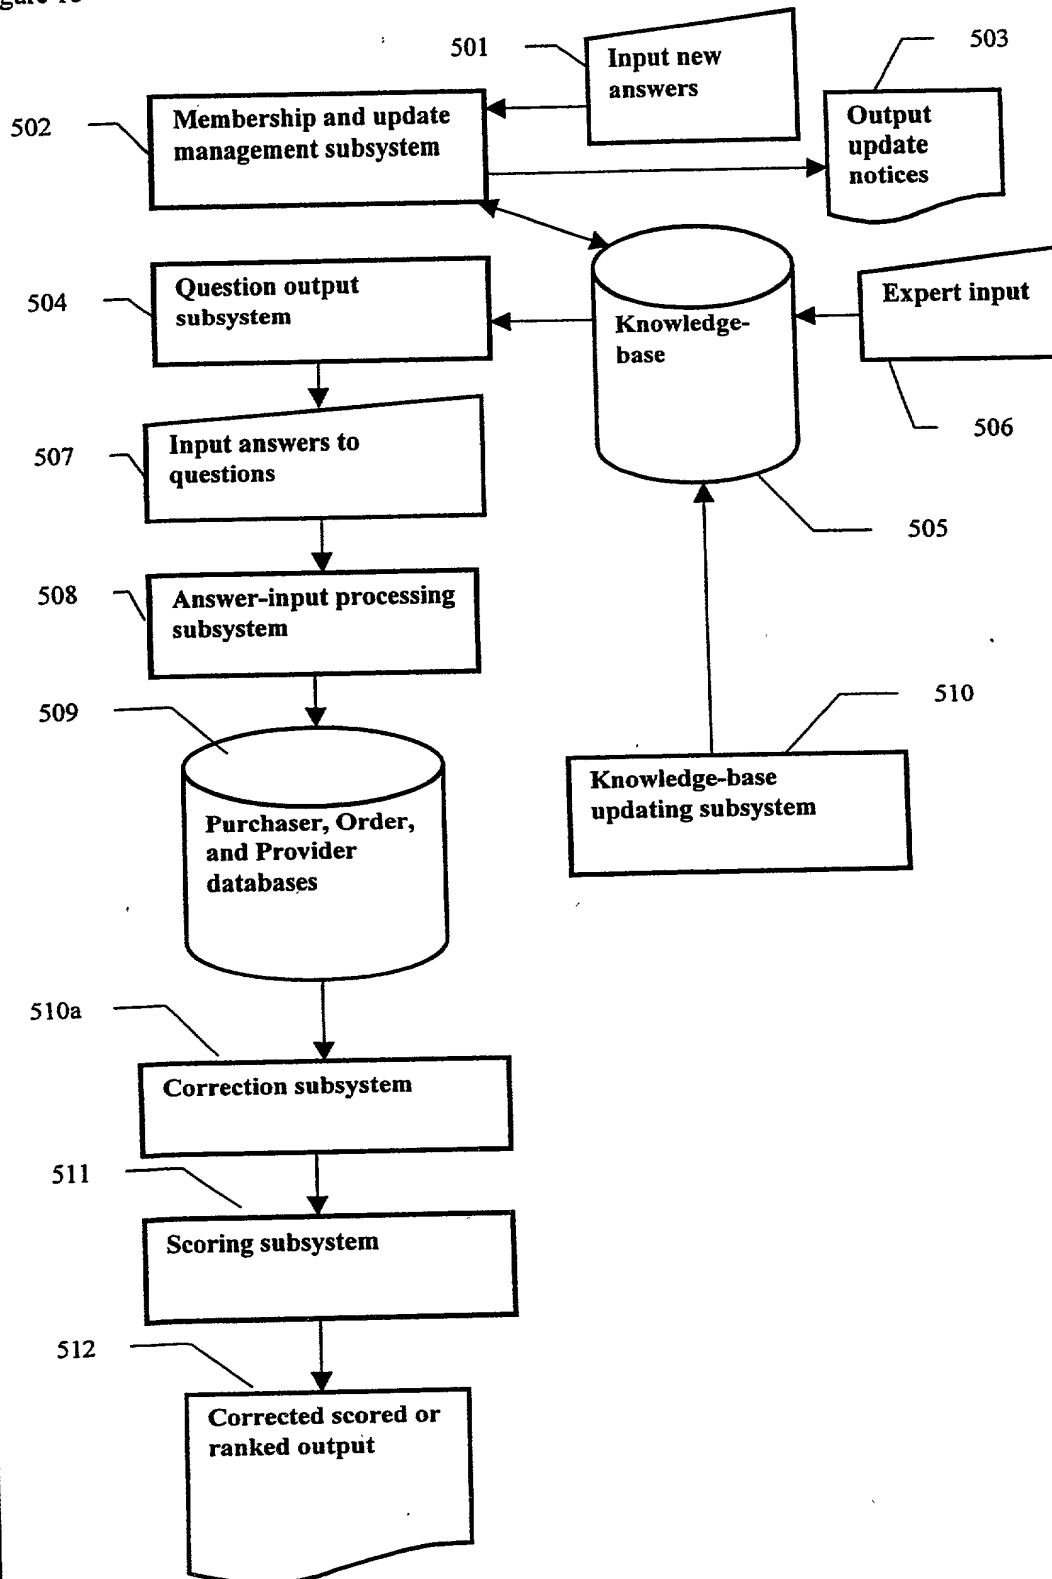 501
Input new
answers
503
Output
update
notices
502
Membership and update
management subsystem
504
Question output
subsystem
Knowledge-
base
Expert input
506
507
Input answers to
questions
505
508
Answer-input processing
subsystem
509
510
Purchaser, Order,
and Provider
databases
Knowledge-base
updating subsystem
510a
Correction subsystem
511
Scoring subsystem
512
Corrected scored or
ranked output